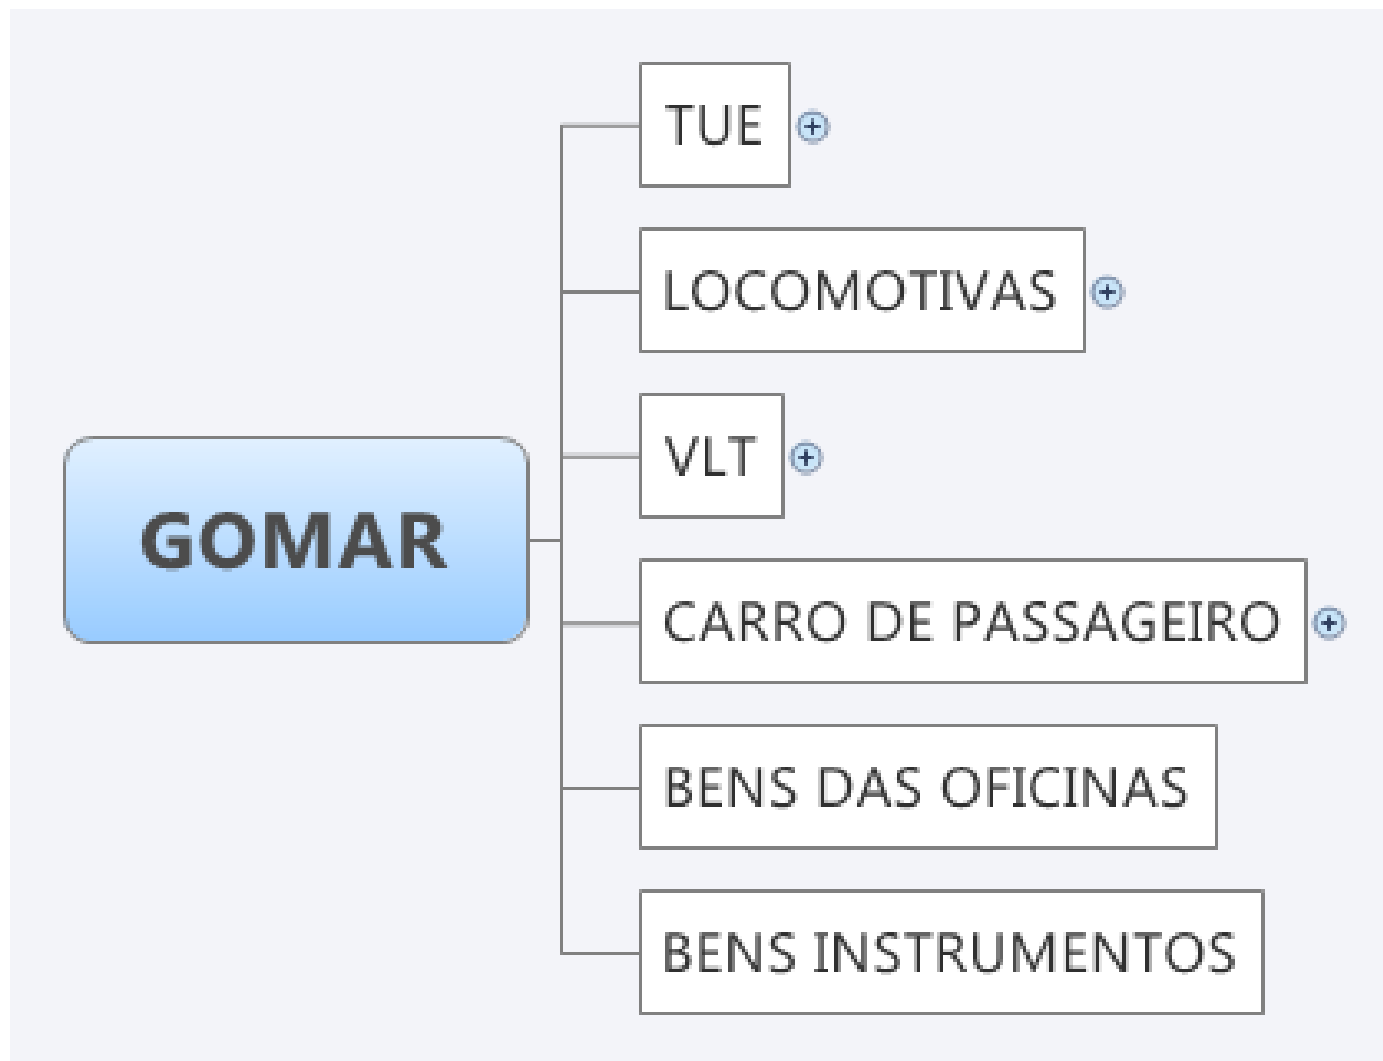 TUE
LOCOMOTIVAS
VLT
GOMAR
CARRO DE PASSAGEIRO
BENS DAS OFICINAS
BENS INSTRUMENTOS